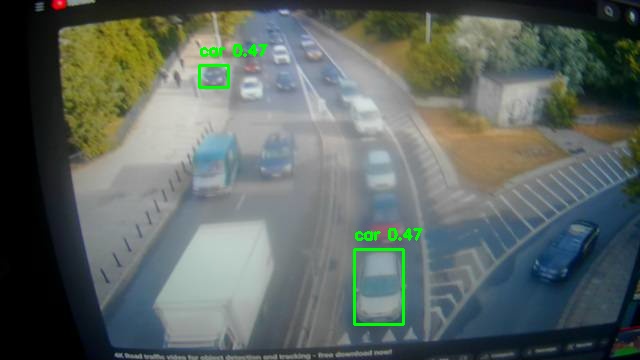 car 0.47
car 0.47
4K Road traffic video for object detection and tracking - free download now!